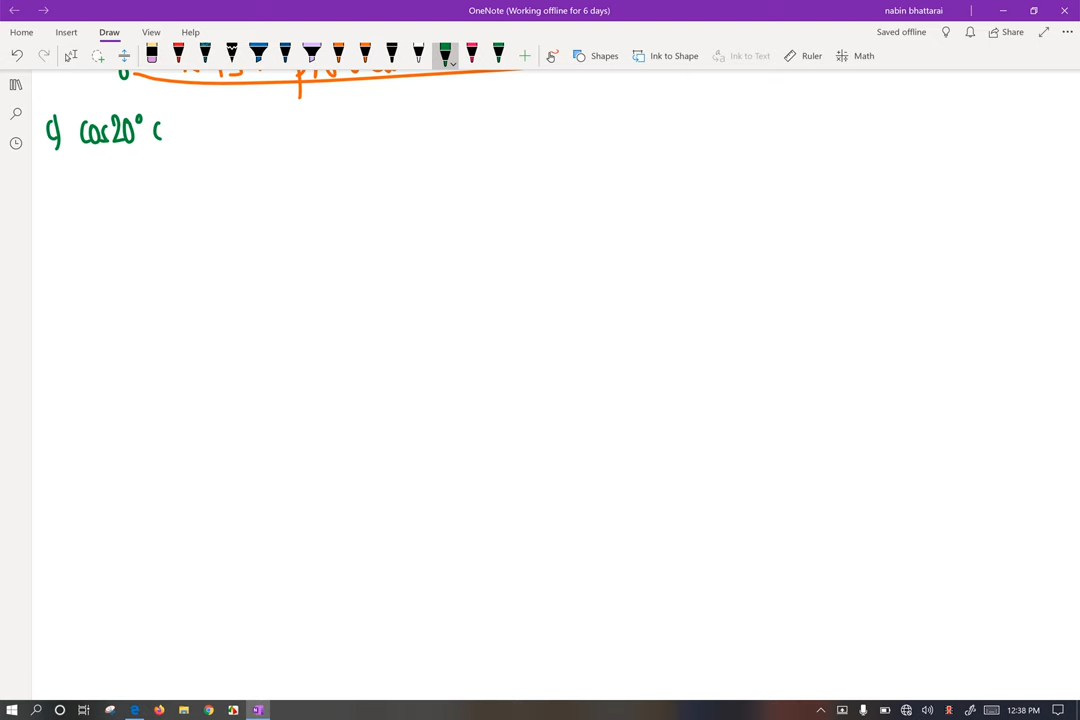 OneNote (Working offline for 6 days)
nabin bhattarai
Home Insert Draw View Help
Saved offline
Share
Shapes
Ink to Shape
Ink to Text
Ruler
Math
c) cos20° c
12:38 PM